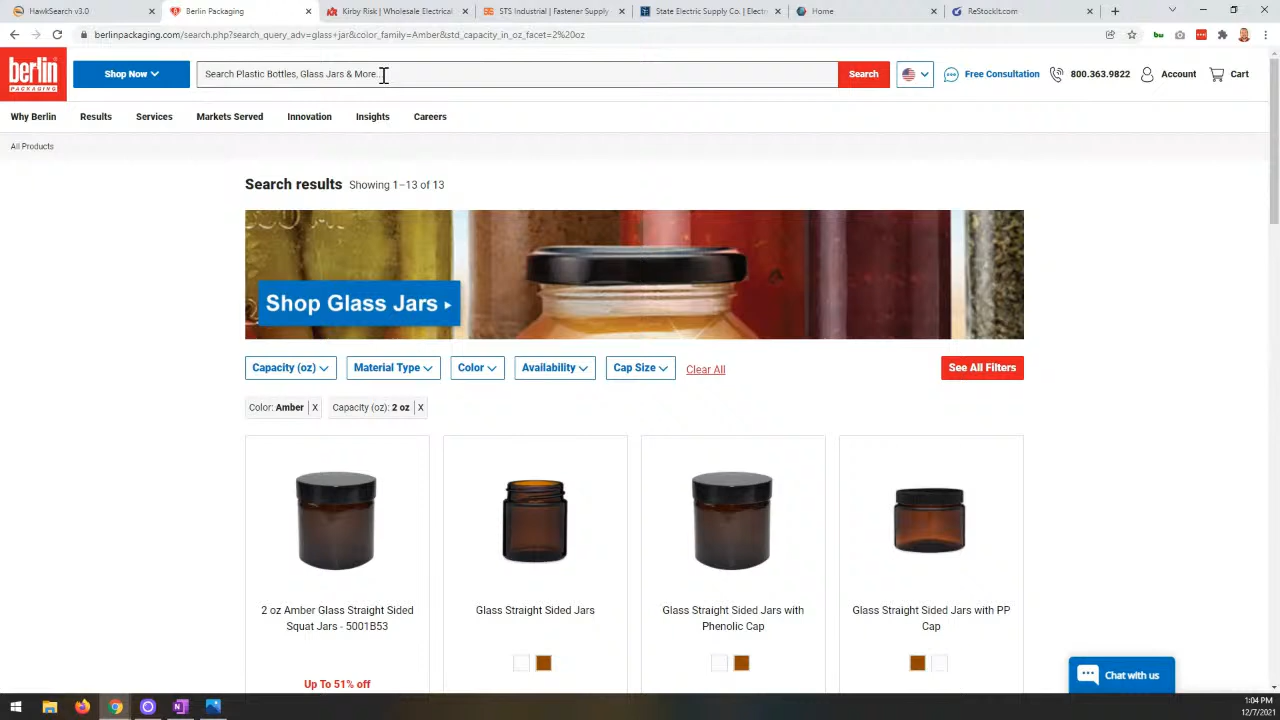 HawkSearch v3.0
Berlin Packaging
Kirby Risk | Wholesale Electrical
STS Industrial | Fastener Supply
State Electric Supply Co. | Electri
Home
ReStockIt.com
berlinpackaging.com/search.php?search_query_adv=glass+jar&color_family=Amber&std_capacity_in_oz_facet=2%20oz
berlin
PACKAGING
Shop Now
Search Plastic Bottles, Glass Jars & More...
Search
Free Consultation
800.363.9822
Account
Cart
Why Berlin
Results
Services
Markets Served
Innovation
Insights
Careers
All Products
Search results Showing 1–13 of 13
Shop Glass Jars
Capacity (oz)
Material Type
Color
Availability
Cap Size
Clear All
See All Filters
Color: Amber | X
Capacity (oz): 2 oz | X
2 oz Amber Glass Straight Sided
Squat Jars - 5001B53
Up To 51% off
Glass Straight Sided Jars
Glass Straight Sided Jars with
Phenolic Cap
Glass Straight Sided Jars with PP
Cap
Chat with us
1:04 PM
12/7/2021